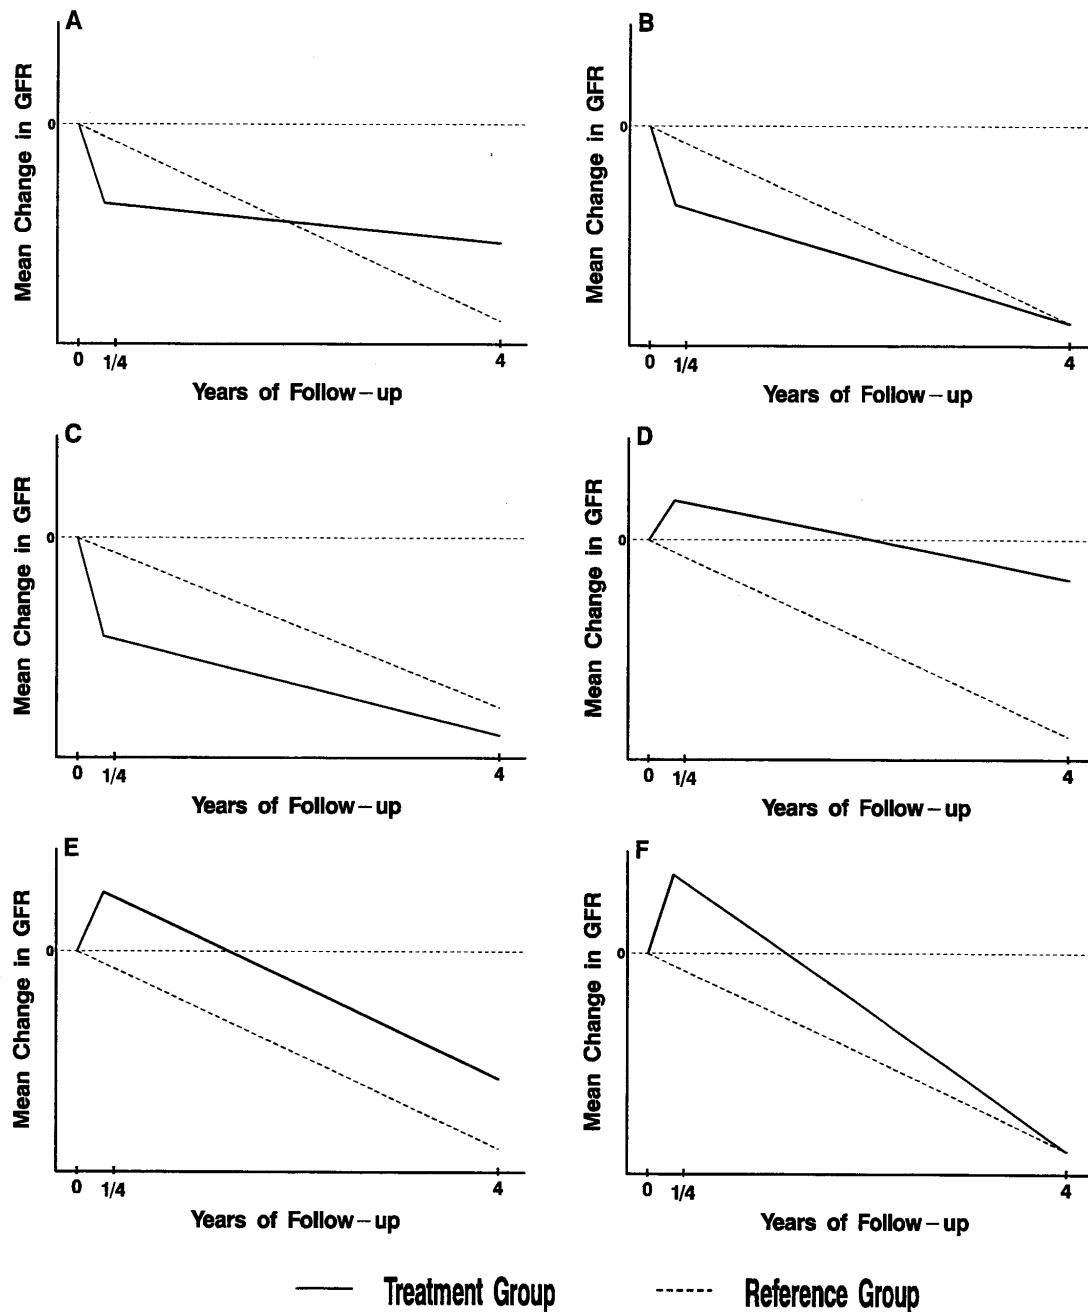 A
Mean Change in GFR
0
0 1/4 4
Years of Follow-up
B
Mean Change in GFR
0
0 1/4 4
Years of Follow-up
C
Mean Change in GFR
0
0 1/4 4
Years of Follow-up
D
Mean Change in GFR
0
0 1/4 4
Years of Follow-up
E
Mean Change in GFR
0
0 1/4 4
Years of Follow-up
F
Mean Change in GFR
0
0 1/4 4
Years of Follow-up
Treatment Group Reference Group